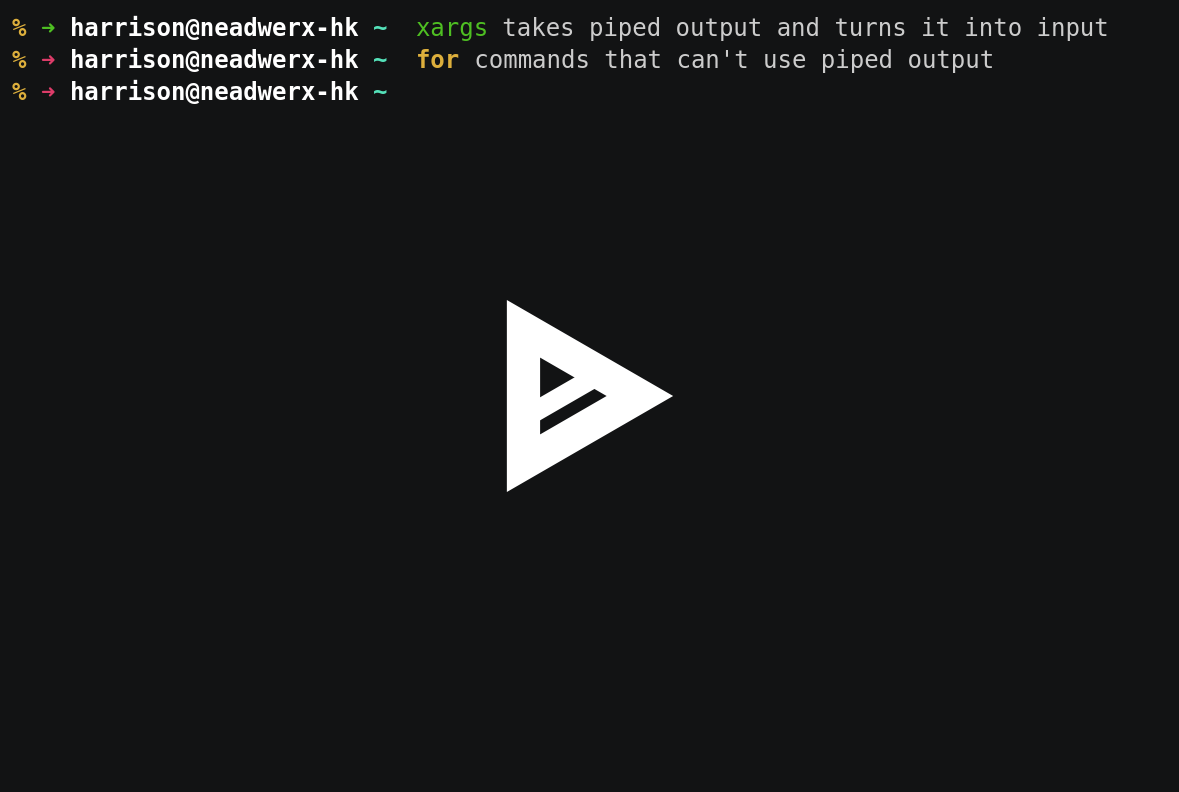 % ➜ harrison@neadwerx-hk ~  xargs takes piped output and turns it into input
% ➜ harrison@neadwerx-hk ~  for commands that can't use piped output
% ➜ harrison@neadwerx-hk ~